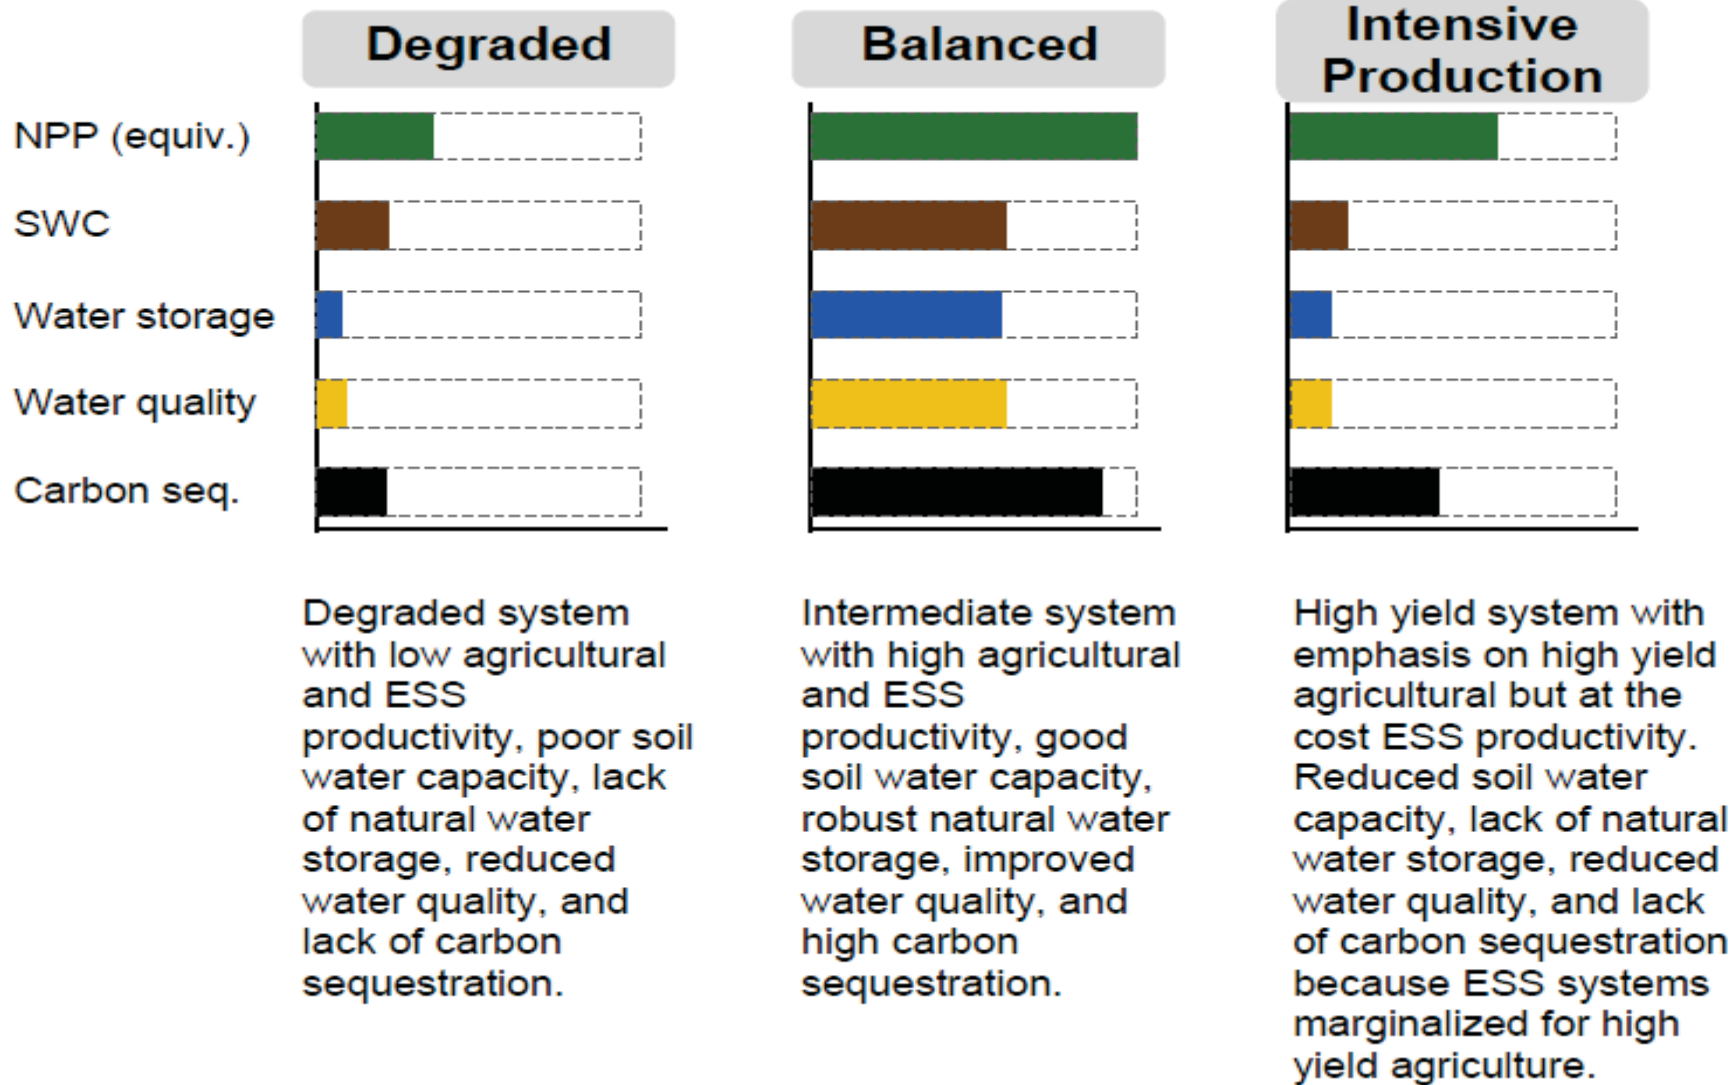 Degraded
Balanced
Intensive
Production
NPP (equiv.)
SWC
Water storage
Water quality
Carbon seq.
Degraded system
with low agricultural
and ESS
productivity, poor soil
water capacity, lack
of natural water
storage, reduced
water quality, and
lack of carbon
sequestration.
Intermediate system
with high agricultural
and ESS
productivity, good
soil water capacity,
robust natural water
storage, improved
water quality, and
high carbon
sequestration.
High yield system with
emphasis on high yield
agricultural but at the
cost ESS productivity.
Reduced soil water
capacity, lack of natural
water storage, reduced
water quality, and lack
of carbon sequestration
because ESS systems
marginalized for high
yield agriculture.